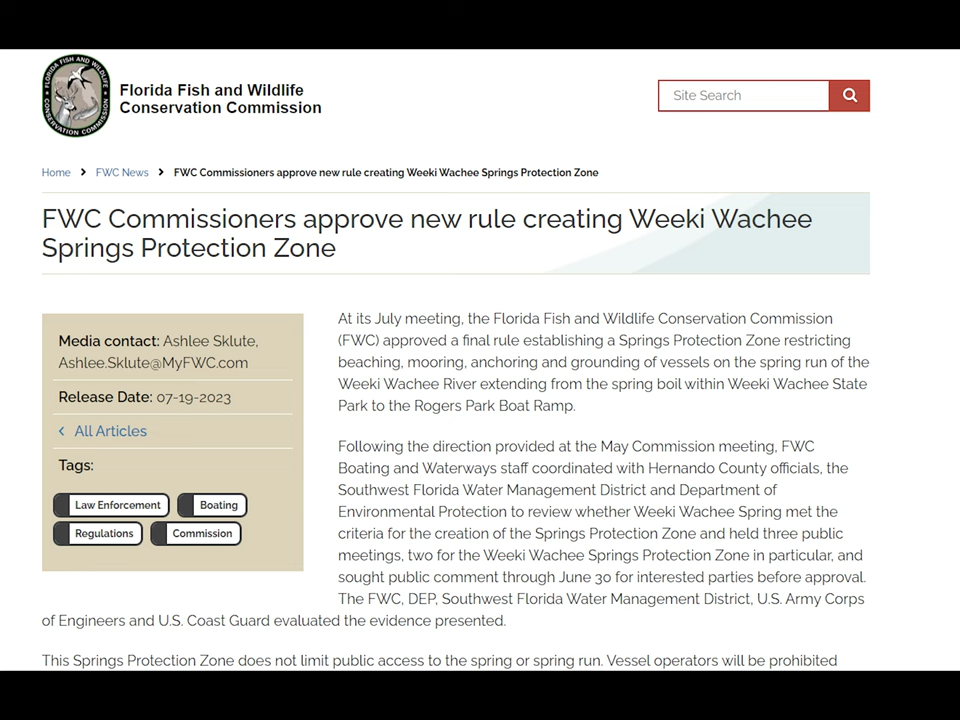 FLORIDA FISH AND WILDLIFE
CONSERVATION COMMISSION
Florida Fish and Wildlife
Conservation Commission
Site Search
Home > FWC News > FWC Commissioners approve new rule creating Weeki Wachee Springs Protection Zone
FWC Commissioners approve new rule creating Weeki Wachee
Springs Protection Zone
Media contact: Ashlee Sklute,
Ashlee.Sklute@MyFWC.com
Release Date: 07-19-2023
< All Articles
Tags:
Law Enforcement Boating
Regulations Commission
At its July meeting, the Florida Fish and Wildlife Conservation Commission
(FWC) approved a final rule establishing a Springs Protection Zone restricting
beaching, mooring, anchoring and grounding of vessels on the spring run of the
Weeki Wachee River extending from the spring boil within Weeki Wachee State
Park to the Rogers Park Boat Ramp.
Following the direction provided at the May Commission meeting, FWC
Boating and Waterways staff coordinated with Hernando County officials, the
Southwest Florida Water Management District and Department of
Environmental Protection to review whether Weeki Wachee Spring met the
criteria for the creation of the Springs Protection Zone and held three public
meetings, two for the Weeki Wachee Springs Protection Zone in particular, and
sought public comment through June 30 for interested parties before approval.
The FWC, DEP, Southwest Florida Water Management District, U.S. Army Corps
of Engineers and U.S. Coast Guard evaluated the evidence presented.
This Springs Protection Zone does not limit public access to the spring or spring run. Vessel operators will be prohibited